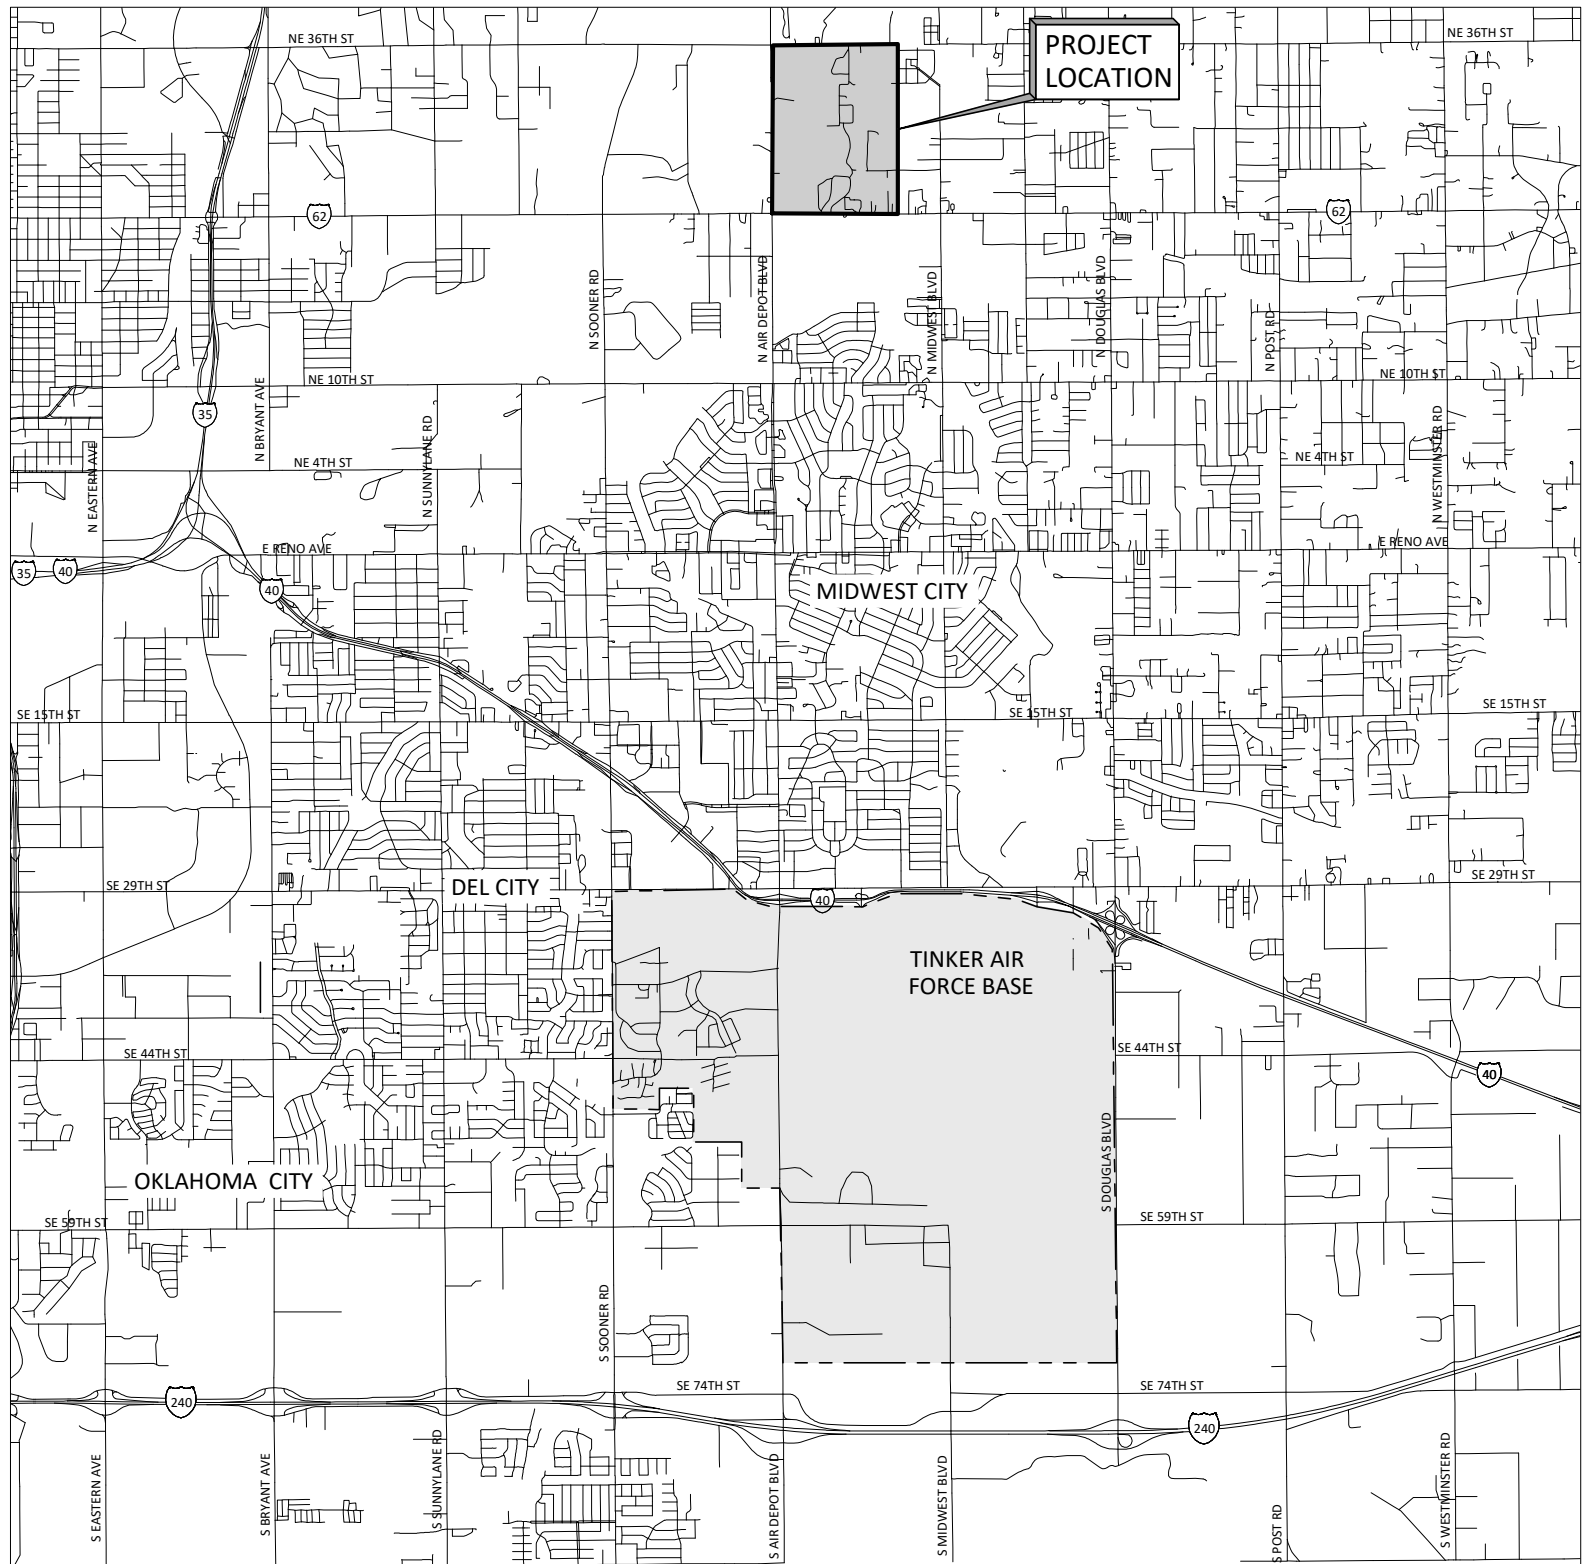 NE 36TH ST
PROJECT
LOCATION
NE 36TH ST
62
62
N SOONER RD
N AIR DEPOT BLVD
N MIDWEST BLVD
N DOUGLAS BLVD
N POST RD
NE 10TH ST
NE 10TH ST
35
N BRYANT AVE
N SUNNYLANE RD
N WESTMINSTER RD
N EASTERN AVE
NE 4TH ST
NE 4TH ST
E RENO AVE
E RENO AVE
35
40
40
MIDWEST CITY
SE 15TH ST
SE 15TH ST
SE 15TH ST
SE 29TH ST
DEL CITY
SE 29TH ST
40
TINKER AIR
FORCE BASE
SE 44TH ST
SE 44TH ST
40
S DOUGLAS BLVD
OKLAHOMA  CITY
SE 59TH ST
SE 59TH ST
S SOONER RD
SE 74TH ST
SE 74TH ST
240
240
S EASTERN AVE
S BRYANT AVE
S SUNNYLANE RD
S AIR DEPOT BLVD
S MIDWEST BLVD
S POST RD
S WESTMINSTER RD